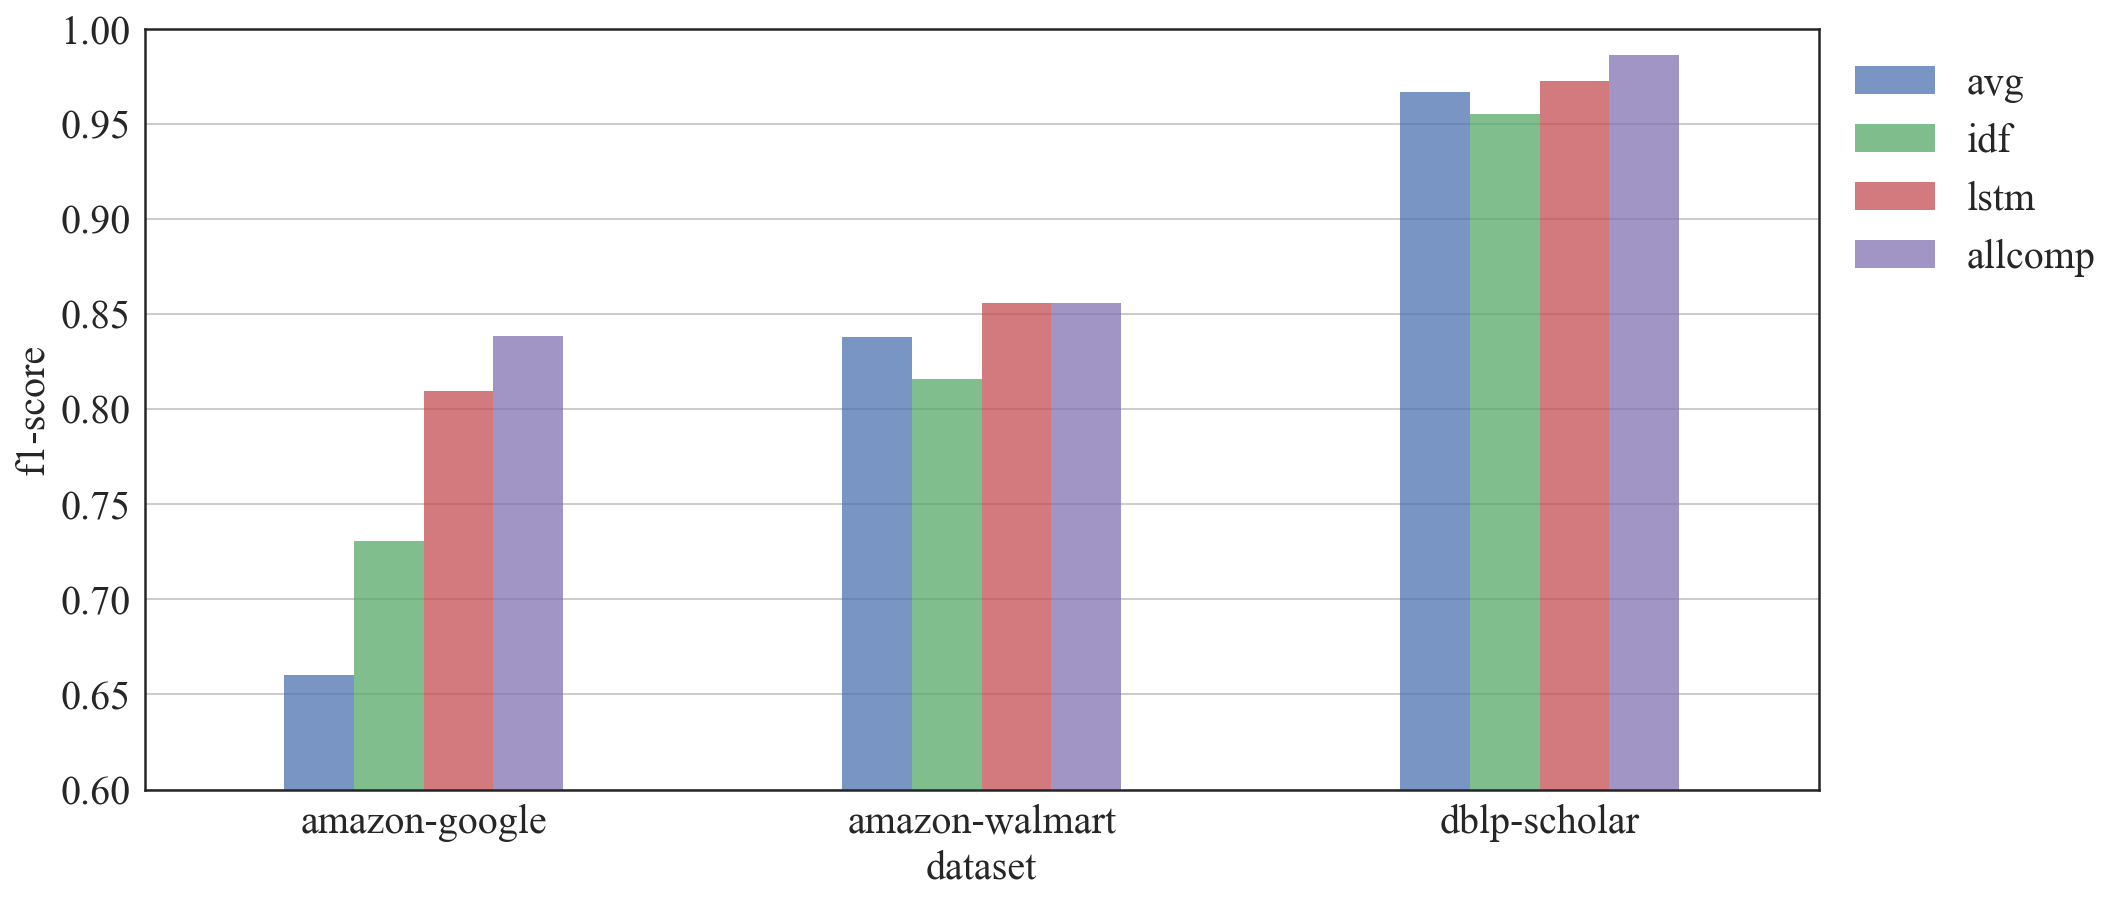 1.00
0.95
0.90
0.85
0.80
0.75
0.70
0.65
0.60
f1-score
amazon-google
amazon-walmart
dblp-scholar
dataset
avg
idf
lstm
allcomp